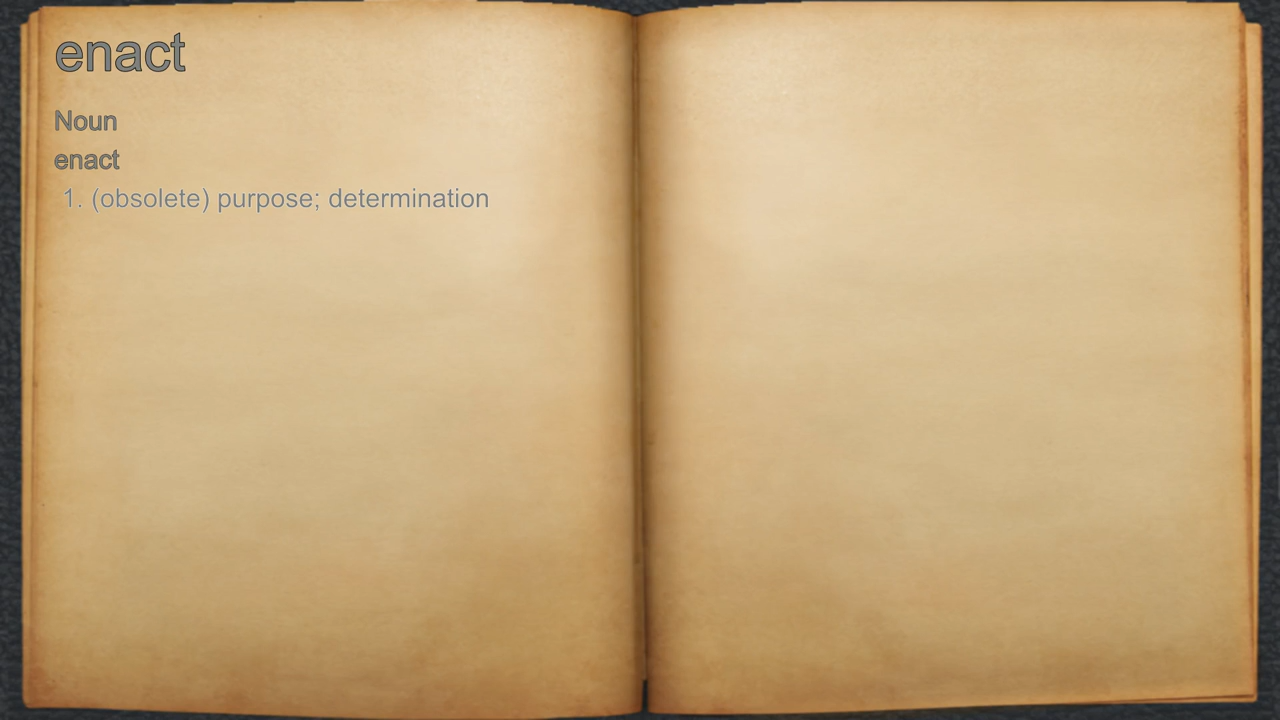 enact
Noun
enact
1. (obsolete) purpose; determination